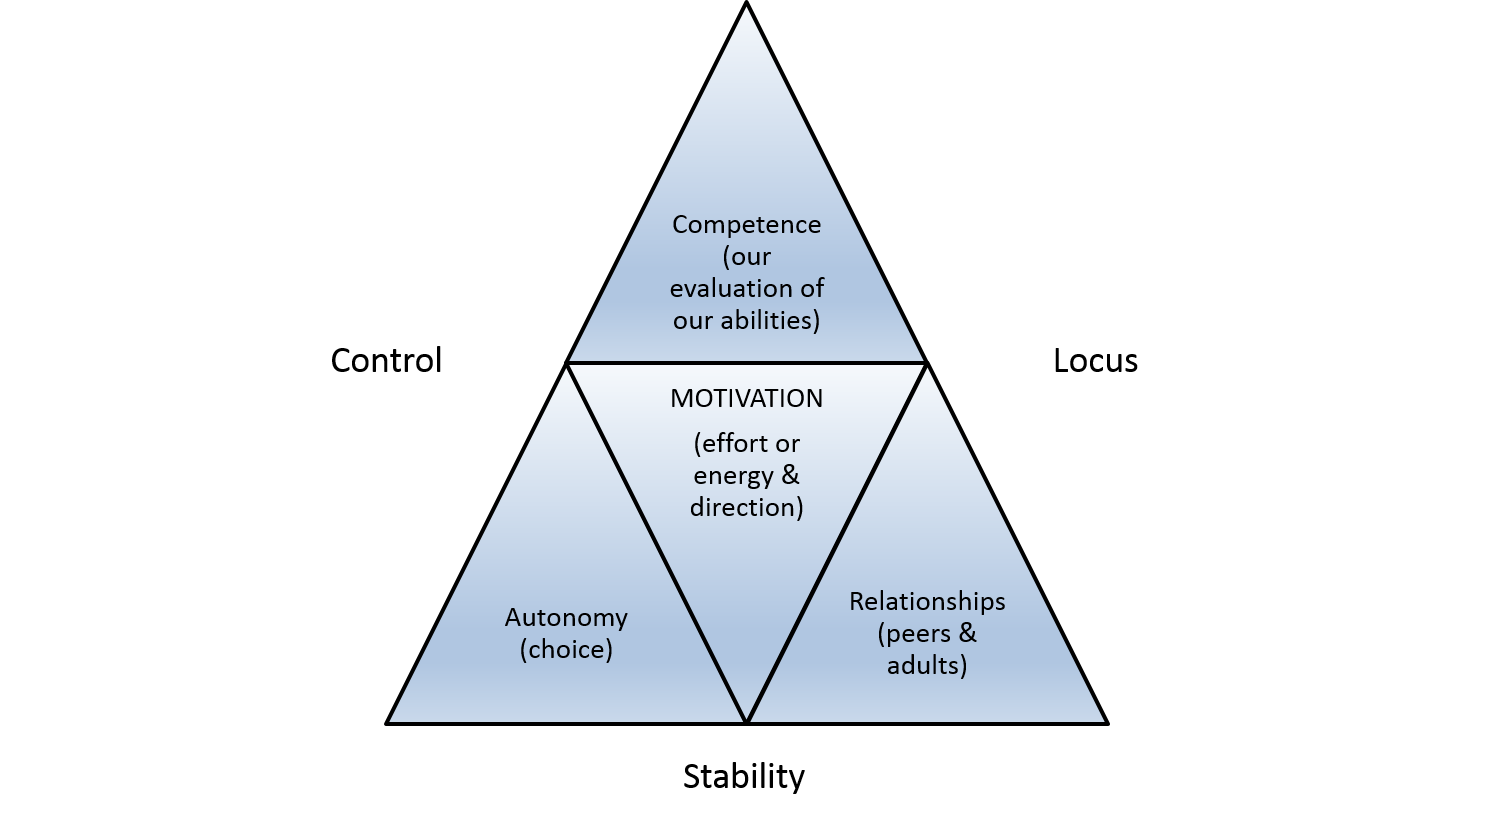 Competence
(our
evaluation of
our abilities)
Control
Locus
MOTIVATION
(effort or
energy &
direction)
Autonomy
(choice)
Relationships
(peers &
adults)
Stability